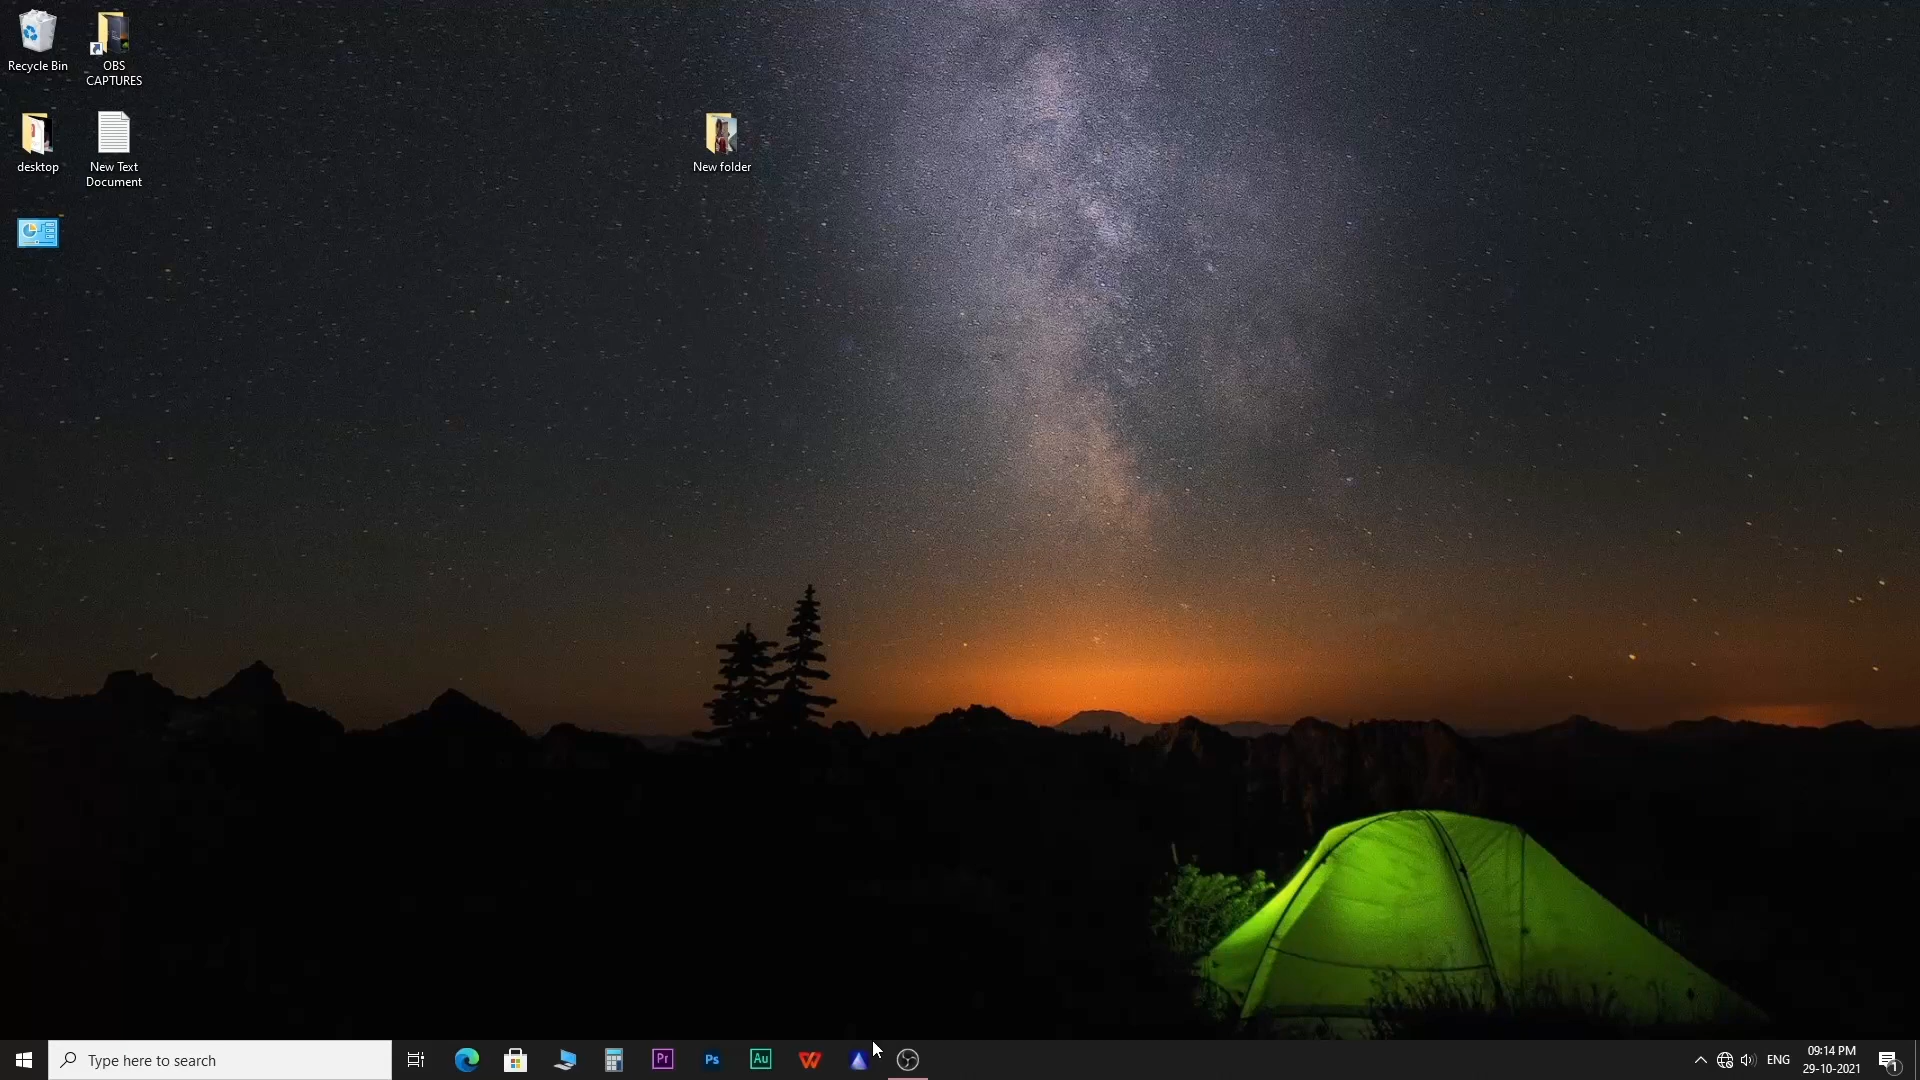 Recycle Bin
OBS
CAPTURES
desktop
New Text
Document
New folder
Type here to search
Pr
Ps
Au
ENG
09:14 PM
29-10-2021
1